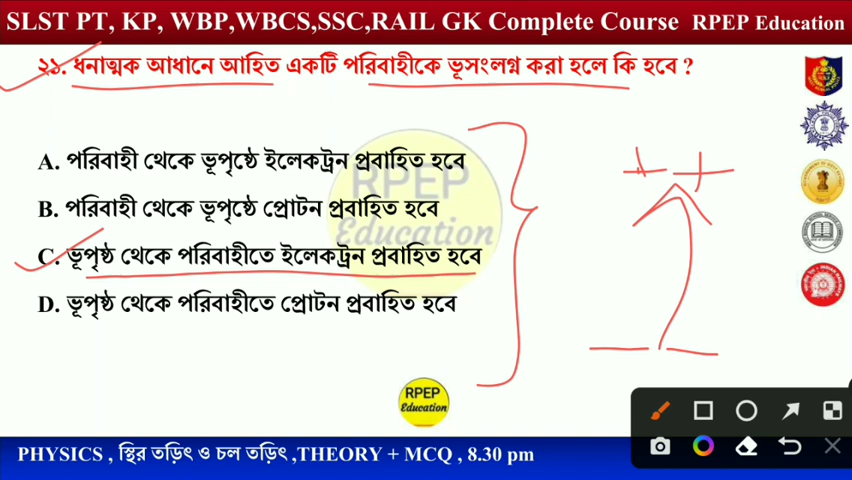 SLST PT, KP, WBP,WBCS,SSC,RAIL GK Complete Course RPEP Education
২১. ধনাত্মক আধানে আহিত একটি পরিবাহীকে ভূসংলগ্ন করা হলে কি হবে ?
A. পরিবাহী থেকে ভূপৃষ্ঠে ইলেকট্রন প্রবাহিত হবে
B. পরিবাহী থেকে ভূপৃষ্ঠে প্রোটন প্রবাহিত হবে
C. ভূপৃষ্ঠ থেকে পরিবাহীতে ইলেকট্রন প্রবাহিত হবে
D. ভূপৃষ্ঠ থেকে পরিবাহীতে প্রোটন প্রবাহিত হবে
RPEP
Education
RPEP
Education
PHYSICS , স্থির তড়িৎ ও চল তড়িৎ ,THEORY + MCQ , 8.30 pm